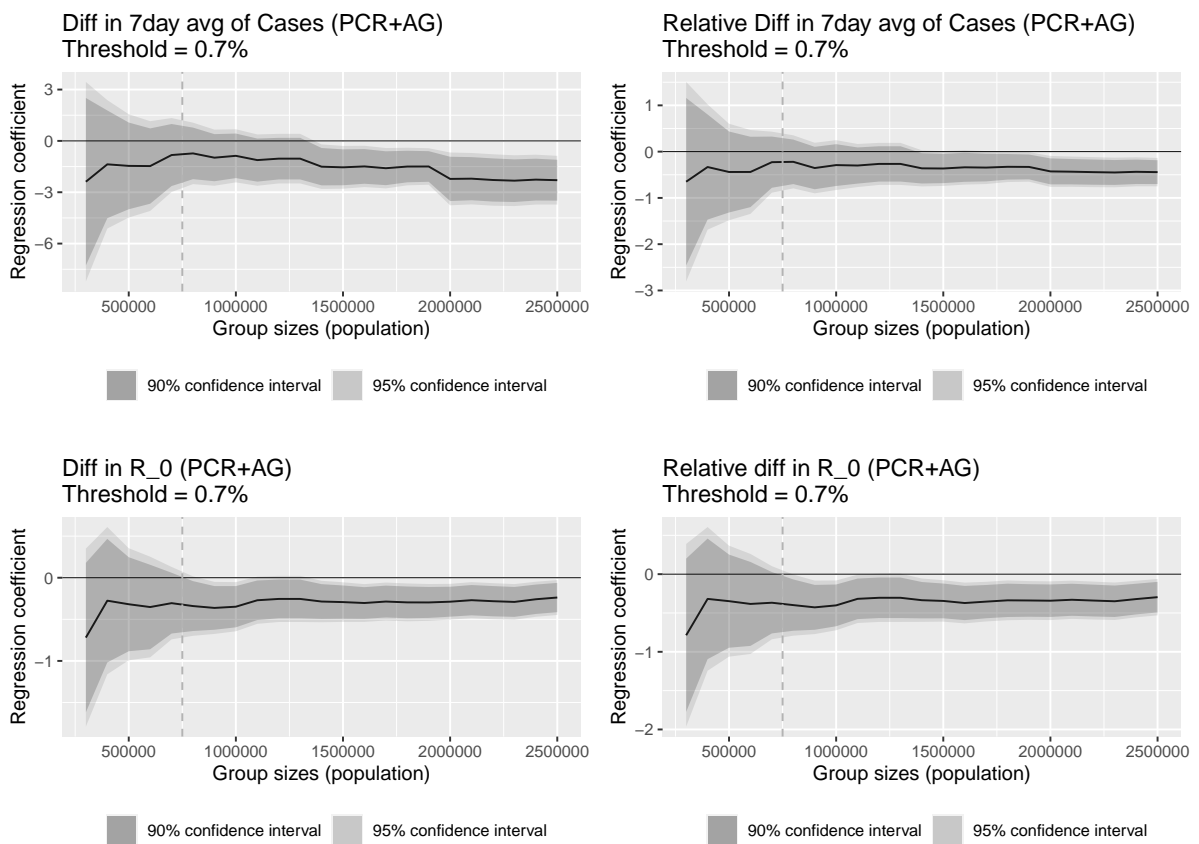 Diff in 7day avg of Cases (PCR+AG)
Threshold = 0.7%
Regression coefficient
3
0
−3
−6
500000 1000000 1500000 2000000 2500000
Group sizes (population)
90% confidence interval 95% confidence interval
Relative Diff in 7day avg of Cases (PCR+AG)
Threshold = 0.7%
Regression coefficient
1
0
−1
−2
−3
500000 1000000 1500000 2000000 2500000
Group sizes (population)
90% confidence interval 95% confidence interval
Diff in R_0 (PCR+AG)
Threshold = 0.7%
Regression coefficient
0
−1
500000 1000000 1500000 2000000 2500000
Group sizes (population)
90% confidence interval 95% confidence interval
Relative diff in R_0 (PCR+AG)
Threshold = 0.7%
Regression coefficient
0
−1
−2
500000 1000000 1500000 2000000 2500000
Group sizes (population)
90% confidence interval 95% confidence interval